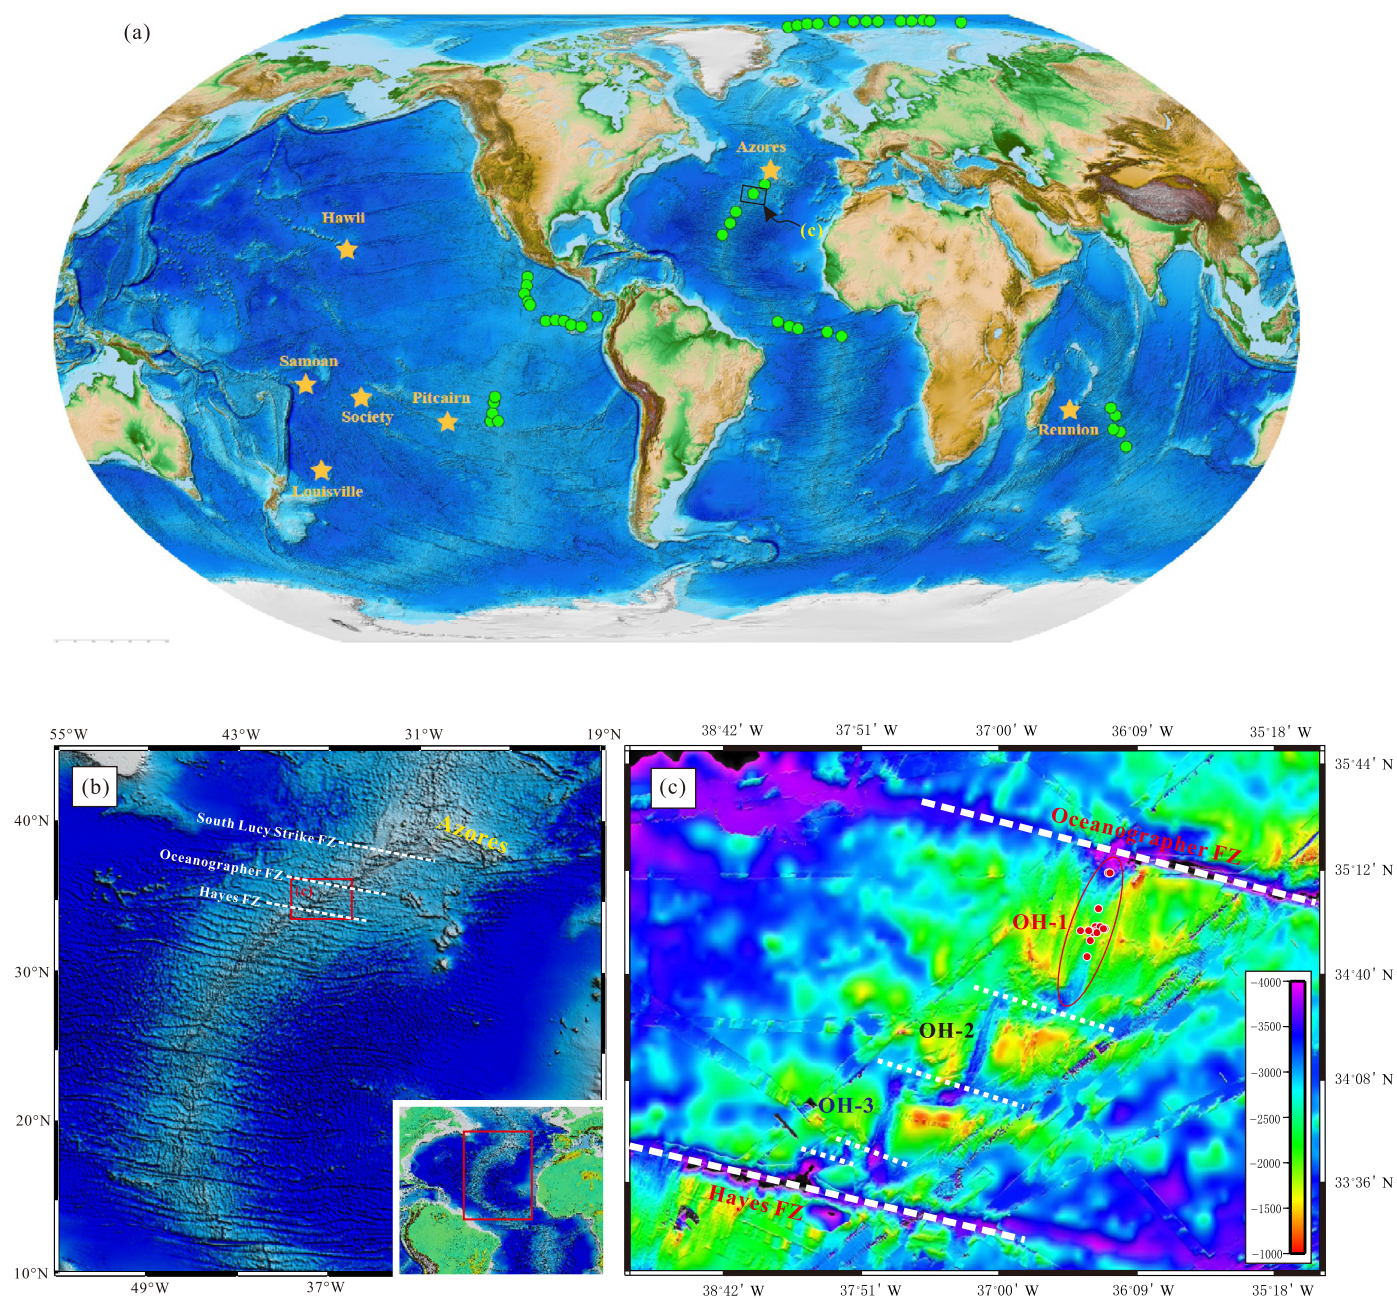 (a)
Azores
(c)
Hawii
Samoan
Society
Pitcairn
Louisville
Reunion
55°W 43°W 31°W 19°N
(b)
40°N
30°N
20°N
10°N
South Lucy Strike FZ
Azores
Oceanographer FZ
(c)
Hayes FZ
49°W 37°W
38°42′ W 37°51′ W 37°00′ W 36°09′ W 35°18′ W
(c)
35°44′ N
35°12′ N
34°40′ N
34°08′ N
33°36′ N
Oceanographer FZ
OH-1
OH-2
OH-3
Hayes FZ
-4000
-3500
-3000
-2500
-2000
-1500
-1000
38°42′ W 37°51′ W 37°00′ W 36°09′ W 35°18′ W